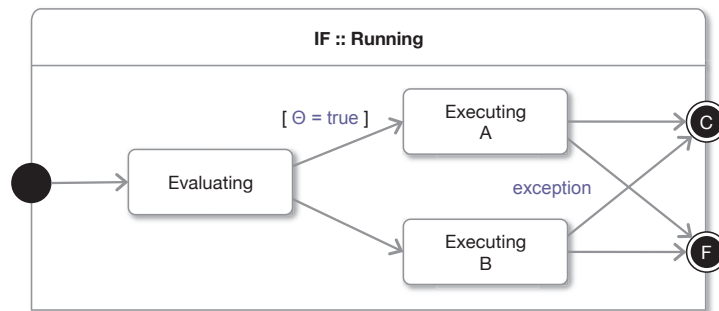 IF :: Running
[ Θ = true ]
Executing
A
C
Evaluating
exception
Executing
B
F